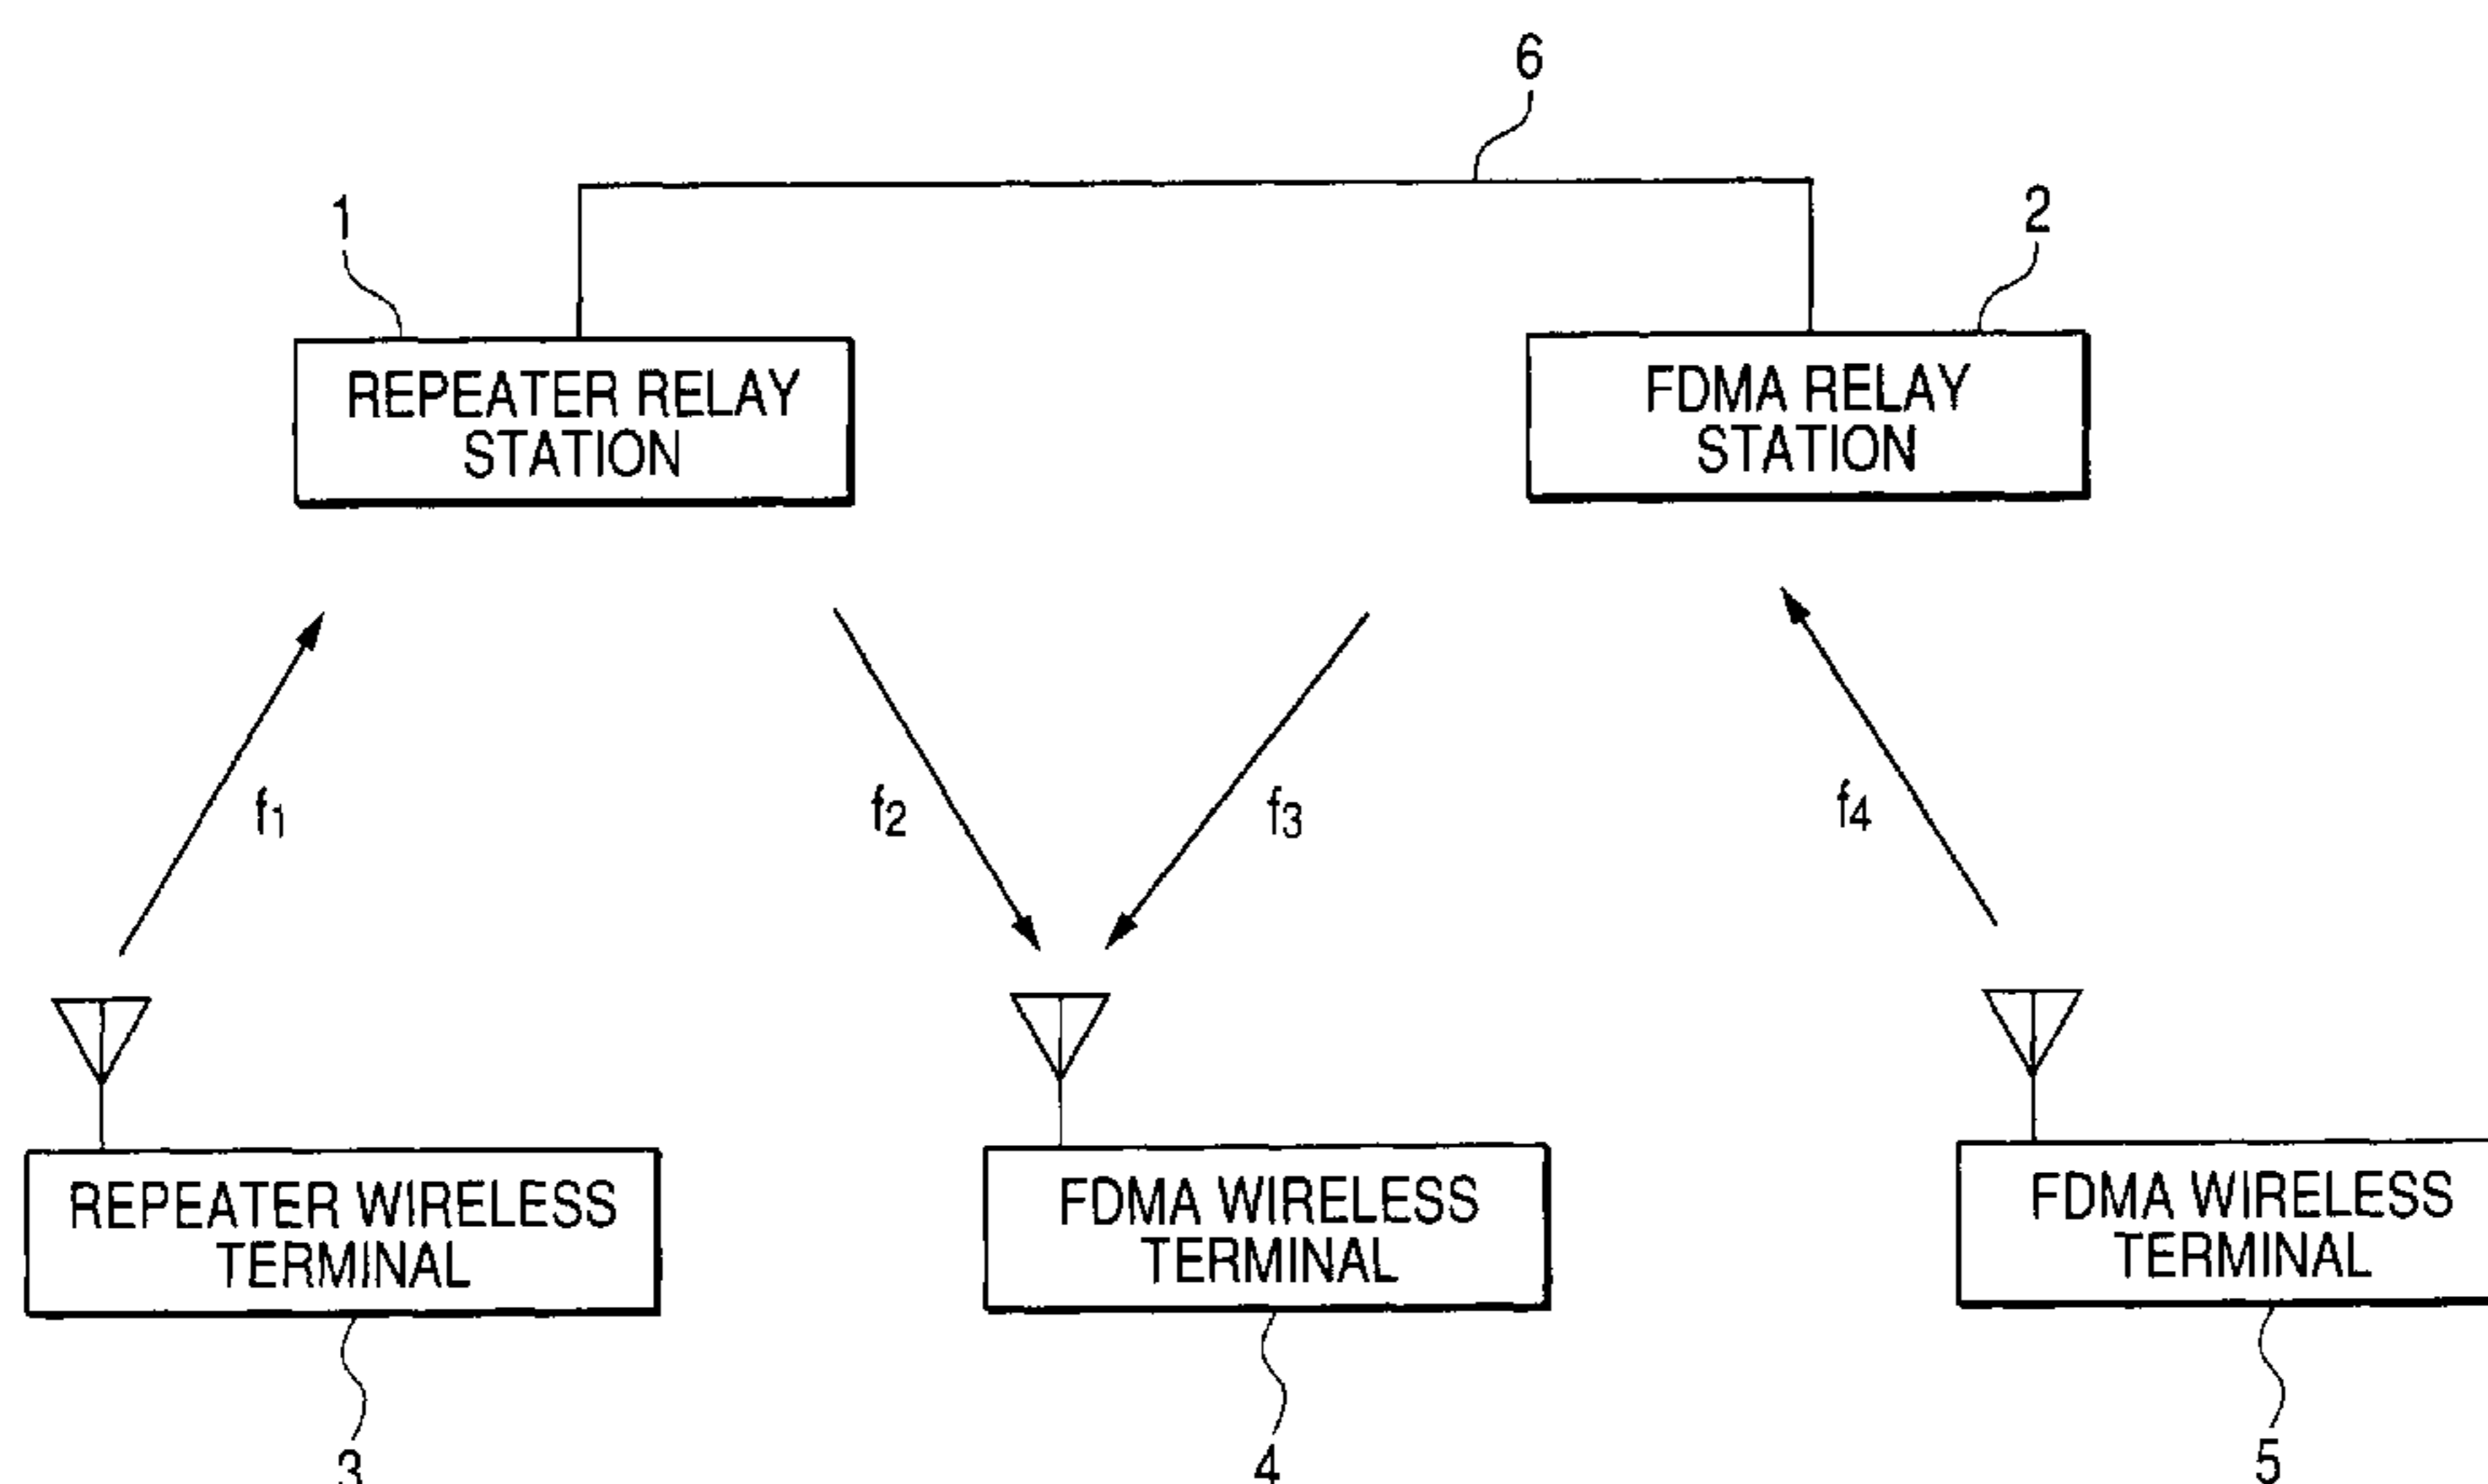 6
1
2
REPEATER RELAY
STATION
FDMA RELAY
STATION
f1
f2
f3
f4
REPEATER WIRELESS
TERMINAL
FDMA WIRELESS
TERMINAL
FDMA WIRELESS
TERMINAL
3
4
5